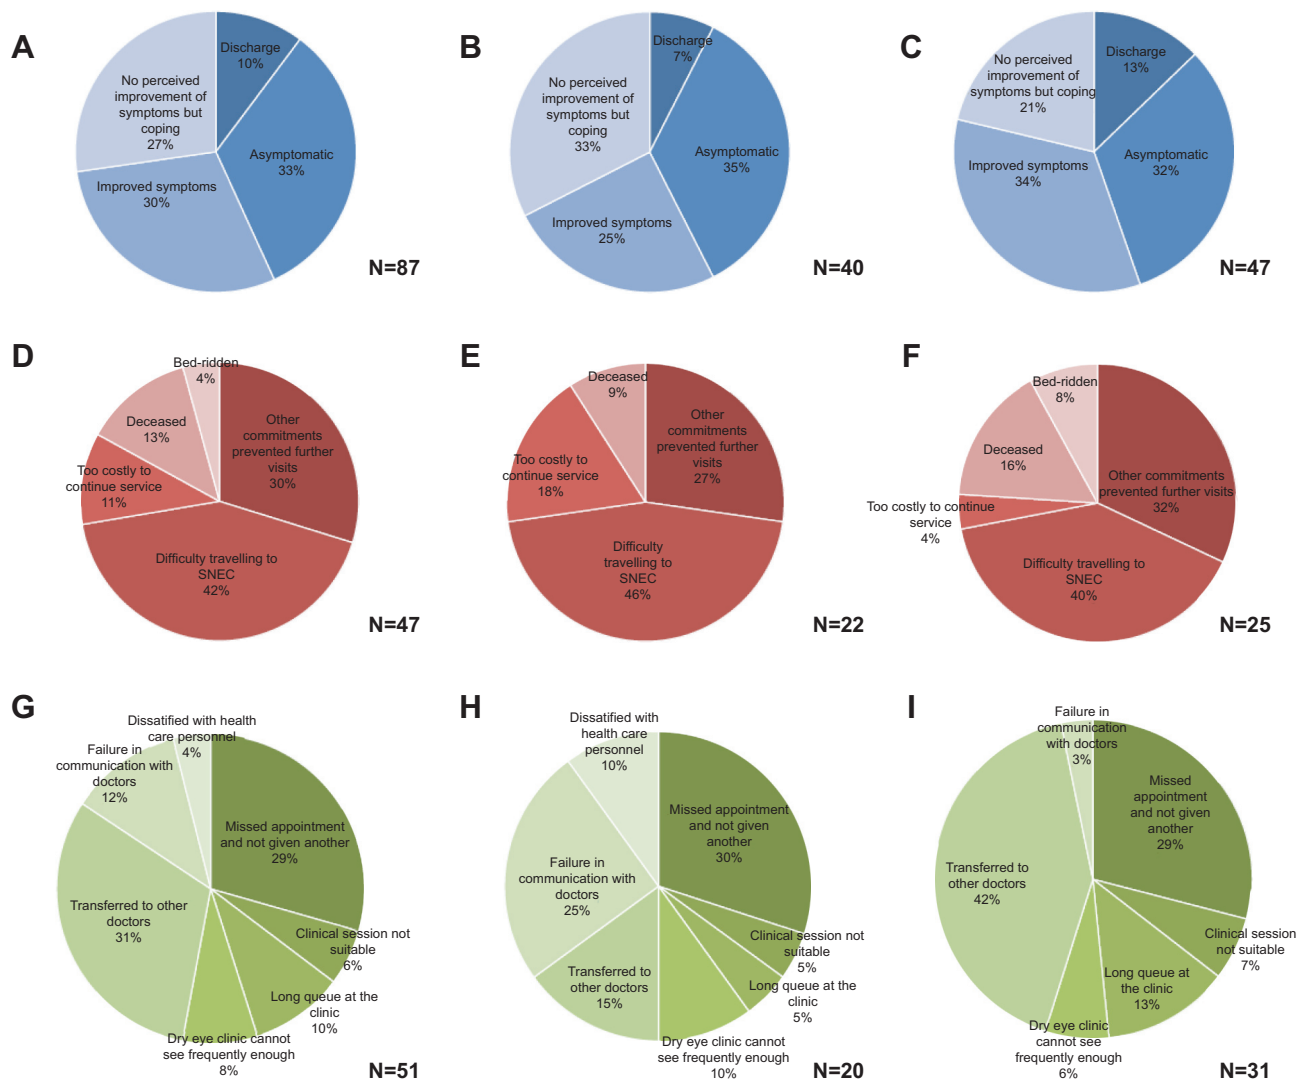 A
Discharge
10%
No perceived
improvement of
symptoms but
coping
27%
Asymptomatic
33%
Improved symptoms
30%
N=87
B
Discharge
7%
No perceived
improvement of
symptoms but
coping
33%
Asymptomatic
35%
Improved symptoms
25%
N=40
C
Discharge
13%
No perceived
improvement of
symptoms but coping
21%
Asymptomatic
32%
Improved symptoms
34%
N=47
D
Bed-ridden
4%
Other
commitments
prevented further
visits
30%
Deceased
13%
Too costly to
continue service
11%
Difficulty travelling to
SNEC
42%
N=47
E
Deceased
9%
Other
commitments
prevented further
visits
27%
Too costly to
continue service
18%
Difficulty
travelling to
SNEC
46%
N=22
F
Bed-ridden
8%
Deceased
16%
Other commitments
prevented further visits
32%
Too costly to continue
service
4%
Difficulty travelling to
SNEC
40%
N=25
G
Dissatified with health
care personnel
4%
Failure in
communication with
doctors
12%
Missed appointment
and not given another
29%
Transferred to other
doctors
31%
Clinical session not
suitable
6%
Long queue at the
clinic
10%
Dry eye clinic cannot
see frequently enough
8%
N=51
H
Dissatified with
health care
personnel
10%
Missed appointment
and not given
another
30%
Failure in
communication with
doctors
25%
Clinical session not
suitable
5%
Transferred to
other doctors
15%
Long queue at the
clinic
5%
Dry eye clinic cannot
see frequently enough
10%
N=20
I
Failure in
communication
with doctors
3%
Missed
appointment
and not given
another
29%
Transferred to
other doctors
42%
Clinical session
not suitable
7%
Long queue at
the clinic
13%
Dry eye clinic
cannot see
frequently enough
6%
N=31